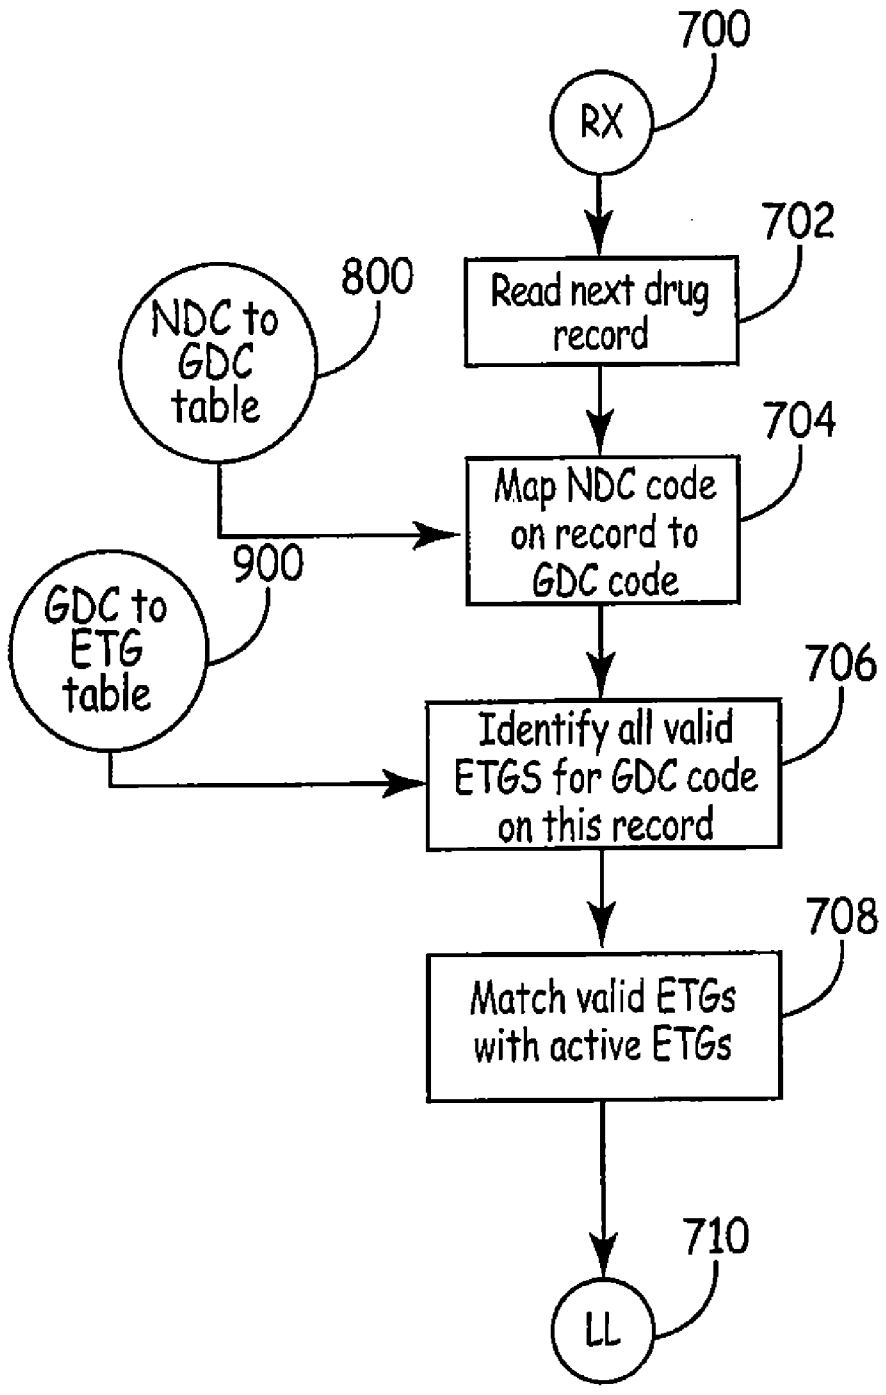 700
RX
702
Read next drug
record
800
NDC to
GDC
table
704
Map NDC code
on record to
GDC code
900
GDC to
ETG
table
706
Identify all valid
ETGS for GDC code
on this record
708
Match valid ETGs
with active ETGs
710
LL